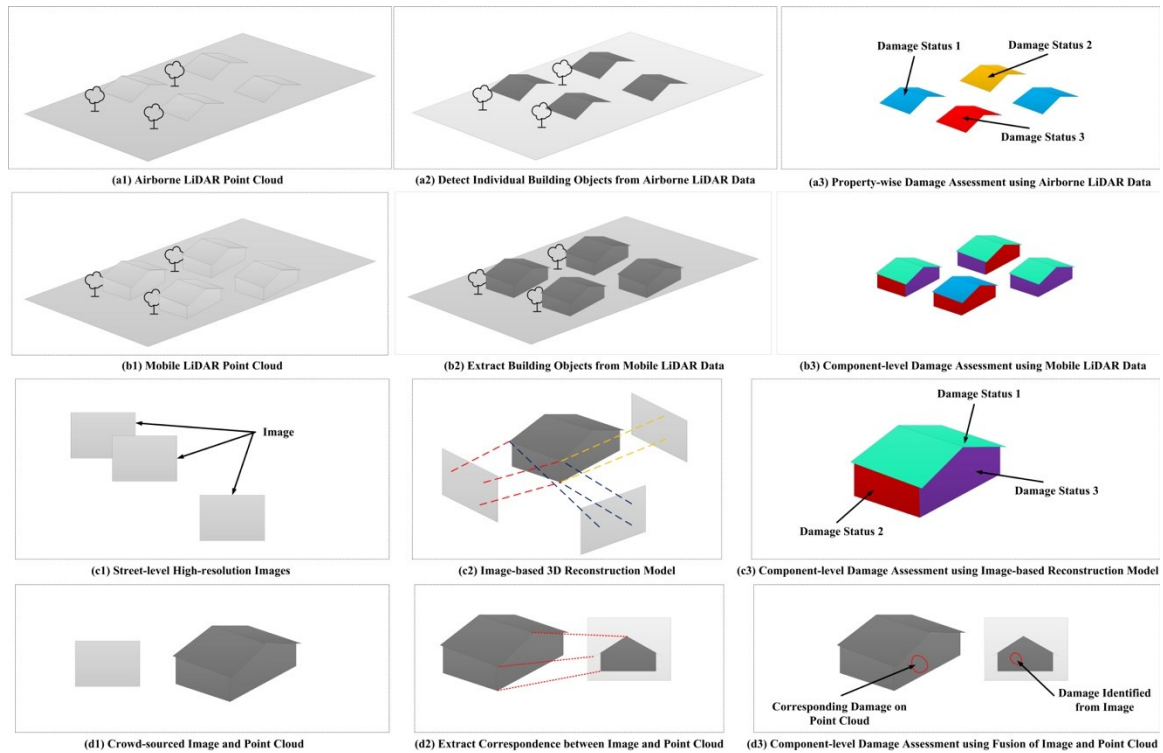 Damage Status 1
Damage Status 2
Damage Status 3
(a1) Airborne LiDAR Point Cloud
(a2) Detect Individual Building Objects from Airborne LiDAR Data
(a3) Property-wise Damage Assessment using Airborne LiDAR Data
(b1) Mobile LiDAR Point Cloud
(b2) Extract Building Objects from Mobile LiDAR Data
(b3) Component-level Damage Assessment using Mobile LiDAR Data
Image
Damage Status 1
Damage Status 3
Damage Status 2
(c1) Street-level High-resolution Images
(c2) Image-based 3D Reconstruction Model
(c3) Component-level Damage Assessment using Image-based Reconstruction Model
Corresponding Damage on
Point Cloud
Damage Identified
from Image
(d1) Crowd-sourced Image and Point Cloud
(d2) Extract Correspondence between Image and Point Cloud
(d3) Component-level Damage Assessment using Fusion of Image and Point Cloud